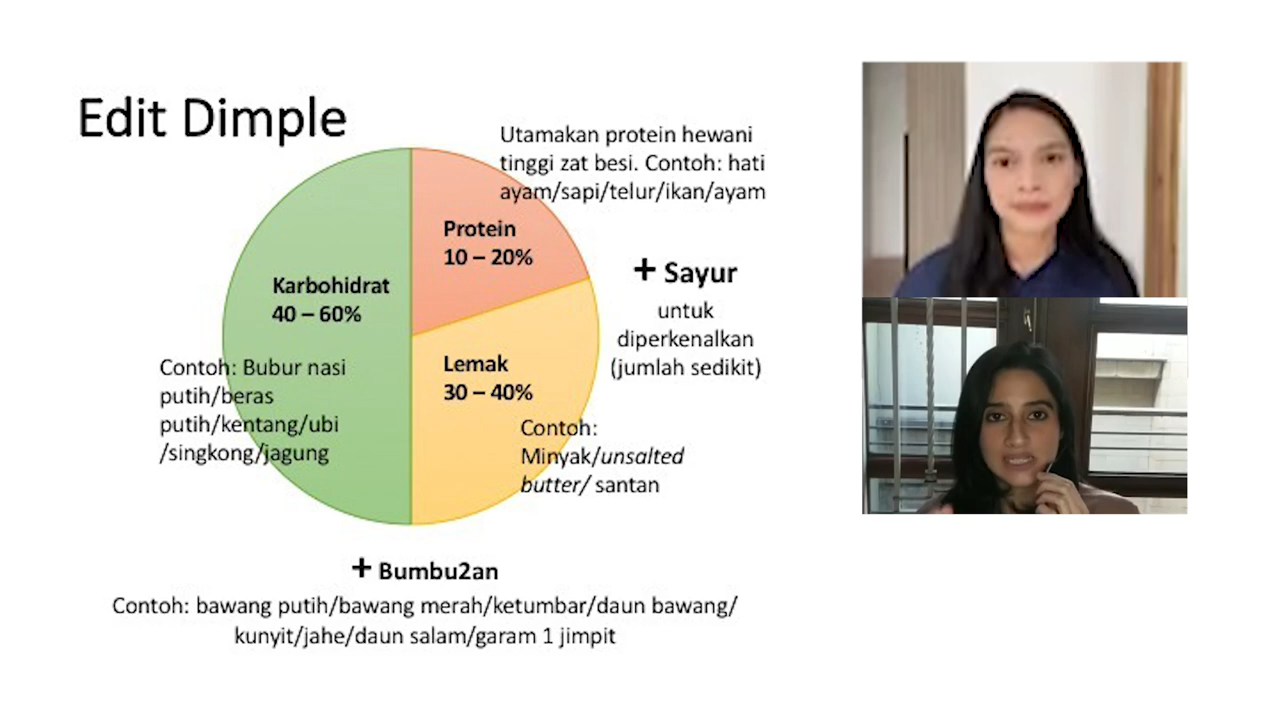 Edit Dimple
Utamakan protein hewani
tinggi zat besi. Contoh: hati
ayam/sapi/telur/ikan/ayam
Protein
10 – 20%
Karbohidrat
40 – 60%
+ Sayur
untuk
diperkenalkan
(jumlah sedikit)
Contoh: Bubur nasi
putih/beras
putih/kentang/ubi
/singkong/jagung
Lemak
30 – 40%
Contoh:
Minyak/unsalted
butter/ santan
+ Bumbu2an
Contoh: bawang putih/bawang merah/ketumbar/daun bawang/
kunyit/jahe/daun salam/garam 1 jimpit